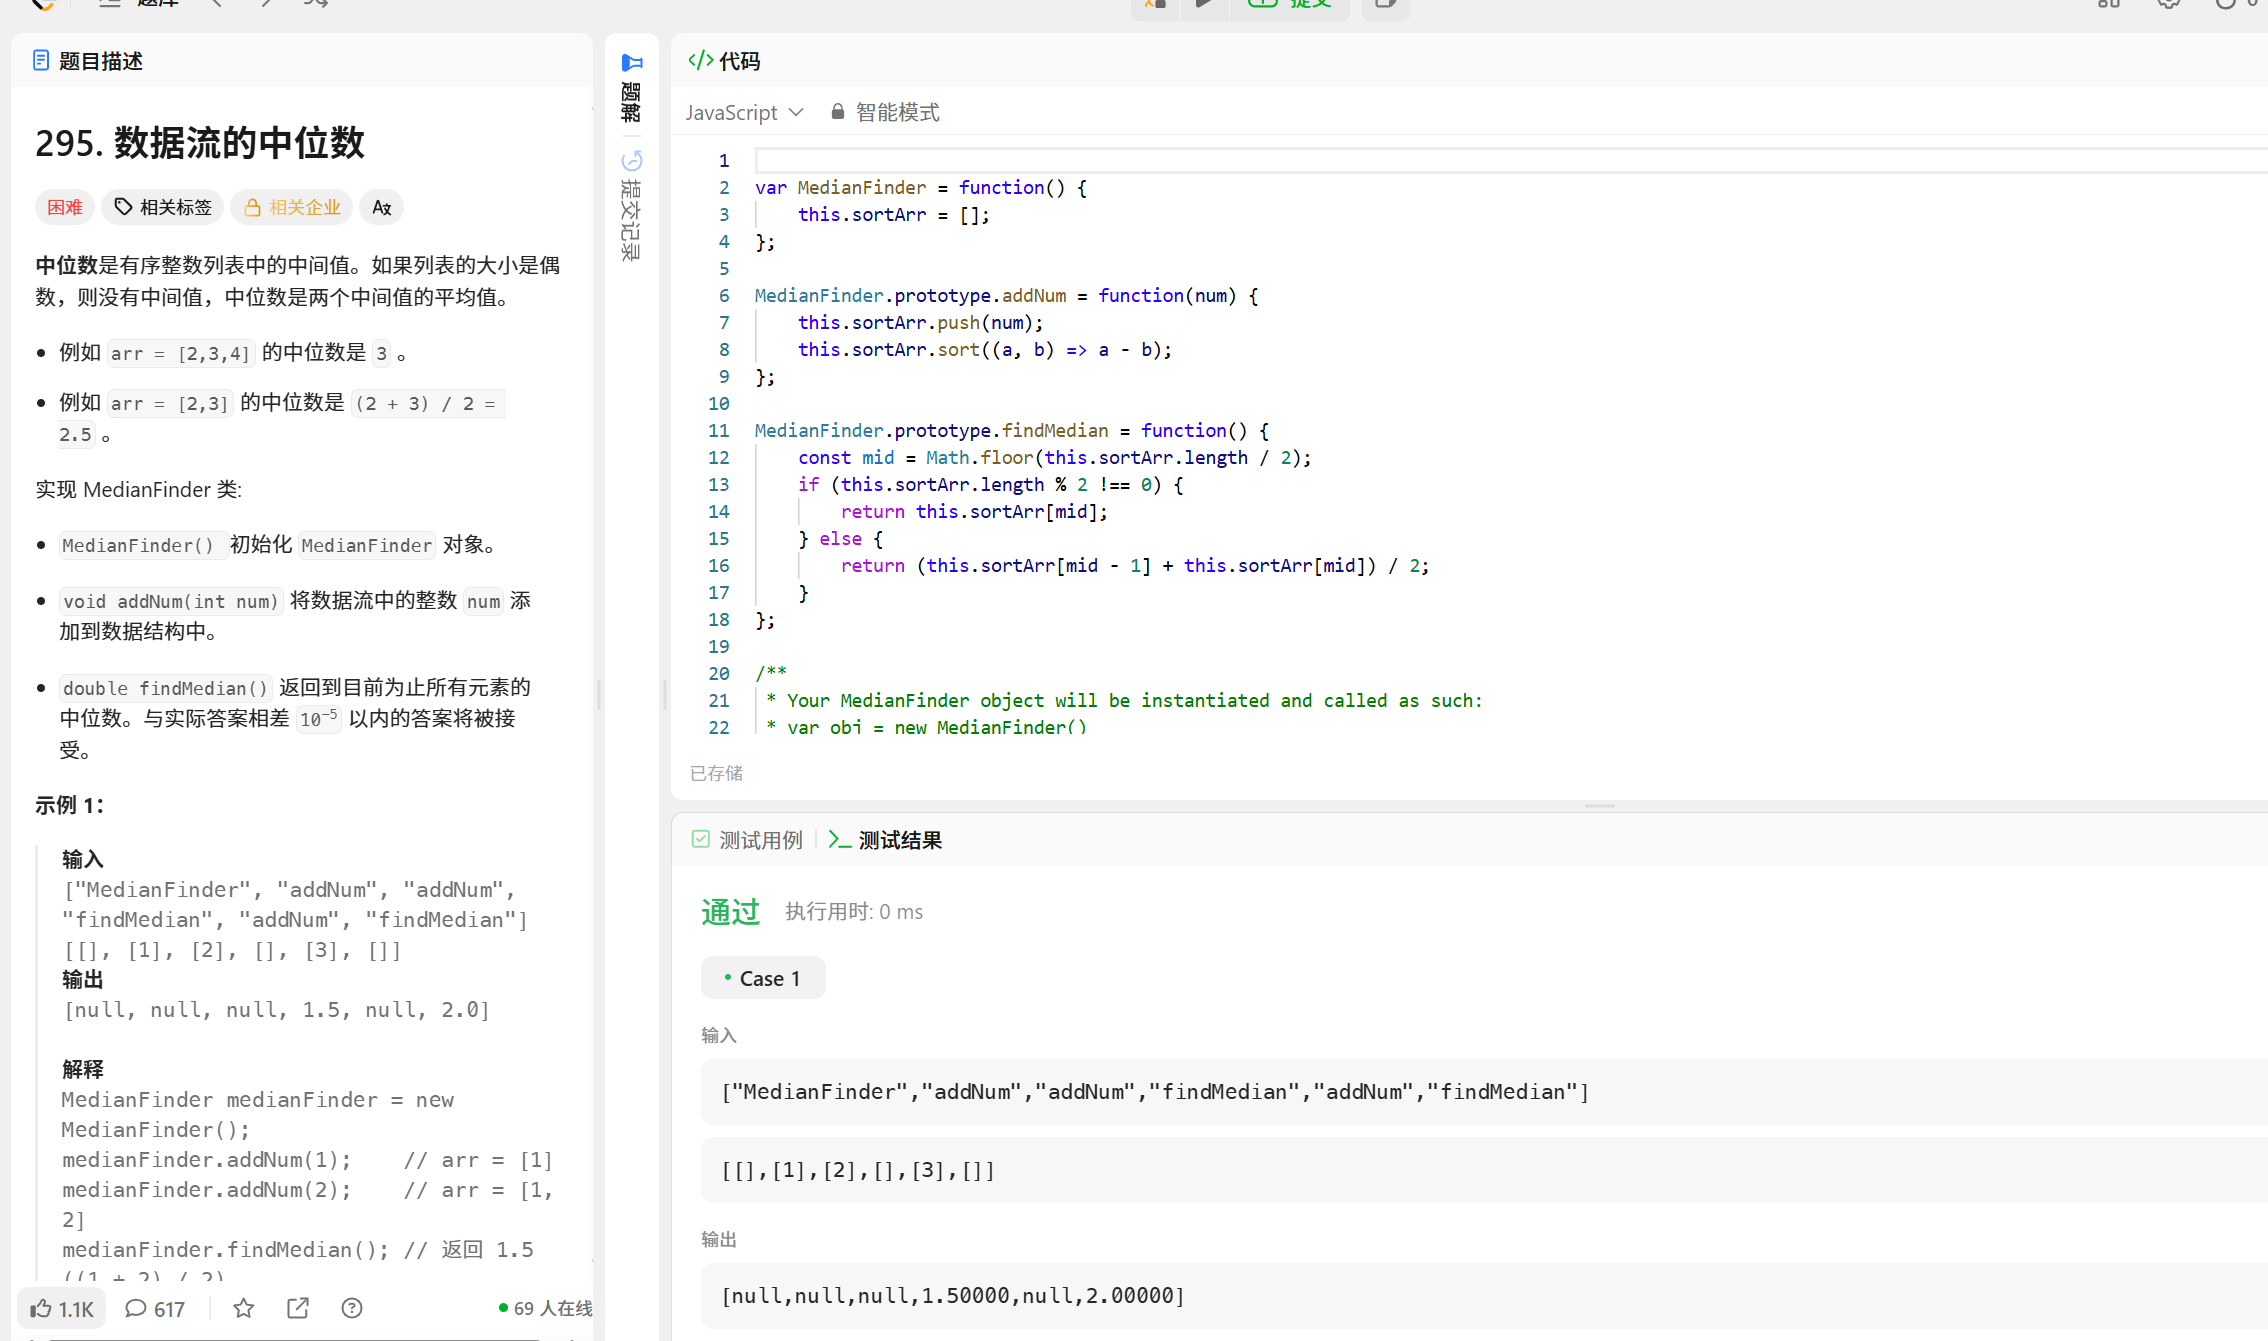 题库
提交
0
题目描述
295. 数据流的中位数
困难
相关标签
相关企业
中位数是有序整数列表中的中间值。如果列表的大小是偶
数，则没有中间值，中位数是两个中间值的平均值。
例如 arr = [2,3,4] 的中位数是 3 。
例如 arr = [2,3] 的中位数是 (2 + 3) / 2 =
2.5 。
实现 MedianFinder 类:
MedianFinder() 初始化 MedianFinder 对象。
void addNum(int num) 将数据流中的整数 num 添
加到数据结构中。
double findMedian() 返回到目前为止所有元素的
中位数。与实际答案相差 10⁻⁵ 以内的答案将被接
受。
示例 1：
输入
["MedianFinder", "addNum", "addNum",
"findMedian", "addNum", "findMedian"]
[[], [1], [2], [], [3], []]
输出
[null, null, null, 1.5, null, 2.0]
解释
MedianFinder medianFinder = new
MedianFinder();
medianFinder.addNum(1);    // arr = [1]
medianFinder.addNum(2);    // arr = [1,
2]
medianFinder.findMedian(); // 返回 1.5
((1 + 2) / 2)
1.1K
617
69 人在线
题解
提交记录
代码
JavaScript
智能模式
1
2 var MedianFinder = function() {
3     this.sortArr = [];
4 };
5
6 MedianFinder.prototype.addNum = function(num) {
7     this.sortArr.push(num);
8     this.sortArr.sort((a, b) => a - b);
9 };
10
11 MedianFinder.prototype.findMedian = function() {
12     const mid = Math.floor(this.sortArr.length / 2);
13     if (this.sortArr.length % 2 !== 0) {
14         return this.sortArr[mid];
15     } else {
16         return (this.sortArr[mid - 1] + this.sortArr[mid]) / 2;
17     }
18 };
19
20 /**
21  * Your MedianFinder object will be instantiated and called as such:
22  * var obj = new MedianFinder()
已存储
测试用例
测试结果
通过
执行用时: 0 ms
Case 1
输入
["MedianFinder","addNum","addNum","findMedian","addNum","findMedian"]
[[],[1],[2],[],[3],[]]
输出
[null,null,null,1.50000,null,2.00000]